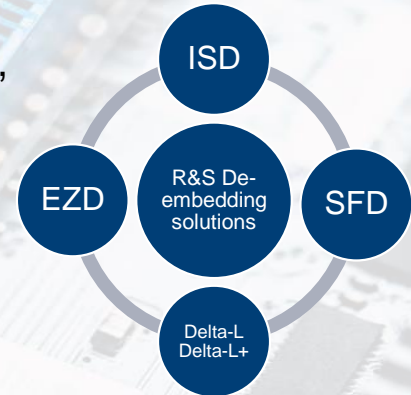 ,
ISD
EZD
R&S De-
embedding
solutions
SFD
Delta-L
Delta-L+